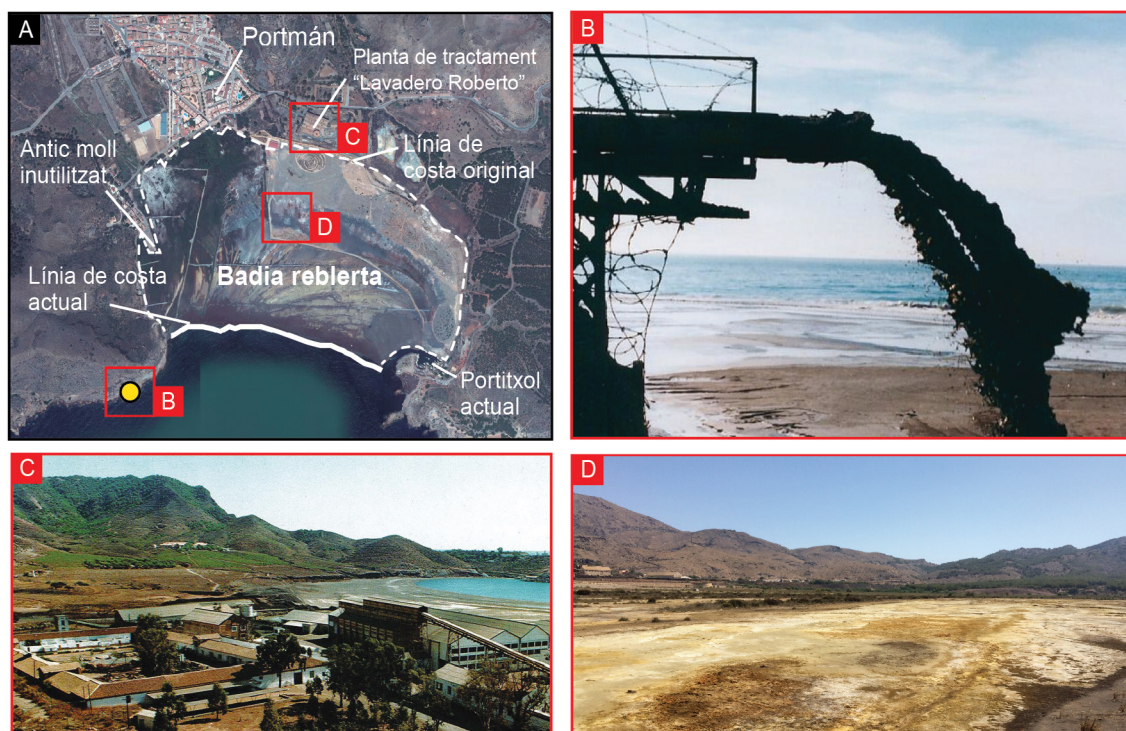 A
Portmán
Planta de tractament
“Lavadero Roberto”
C
Antic moll
inutilitzat
Línia de
costa original
D
Línia de costa
actual
Badia reblerta
B
Portitxol
actual
B
C
D